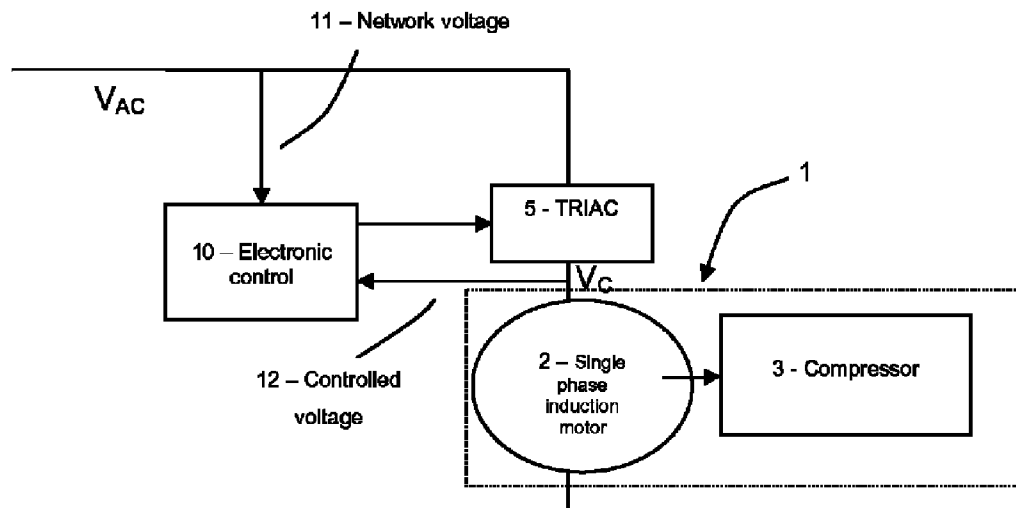 11 – Network voltage
VAC
1
5 - TRIAC
10 – Electronic
control
VC
2 – Single
phase
induction
motor
3 - Compressor
12 – Controlled
voltage